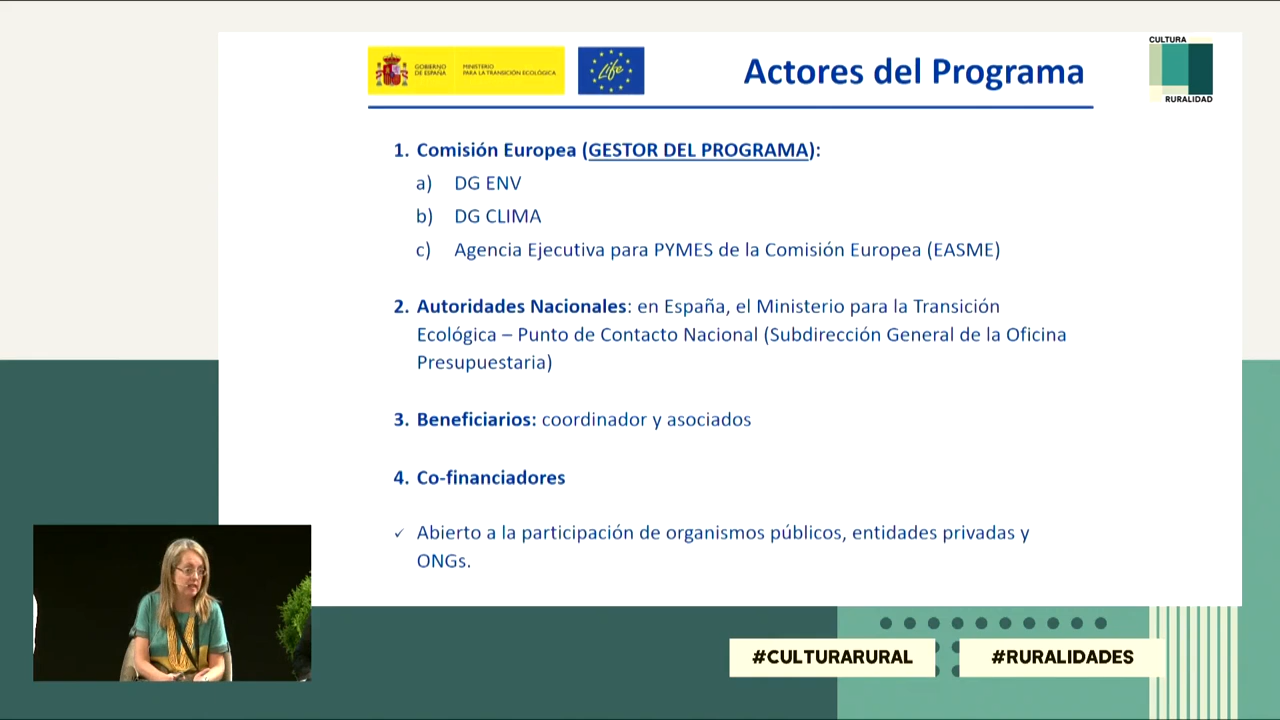 GOBIERNO
DE ESPAÑA
MINISTERIO
PARA LA TRANSICIÓN ECOLÓGICA
Life
Actores del Programa
CULTURA
RURALIDAD
1. Comisión Europea (GESTOR DEL PROGRAMA):
a) DG ENV
b) DG CLIMA
c) Agencia Ejecutiva para PYMES de la Comisión Europea (EASME)
2. Autoridades Nacionales: en España, el Ministerio para la Transición
Ecológica – Punto de Contacto Nacional (Subdirección General de la Oficina
Presupuestaria)
3. Beneficiarios: coordinador y asociados
4. Co-financiadores
✓ Abierto a la participación de organismos públicos, entidades privadas y
ONGs.
#CULTURARURAL
#RURALIDADES